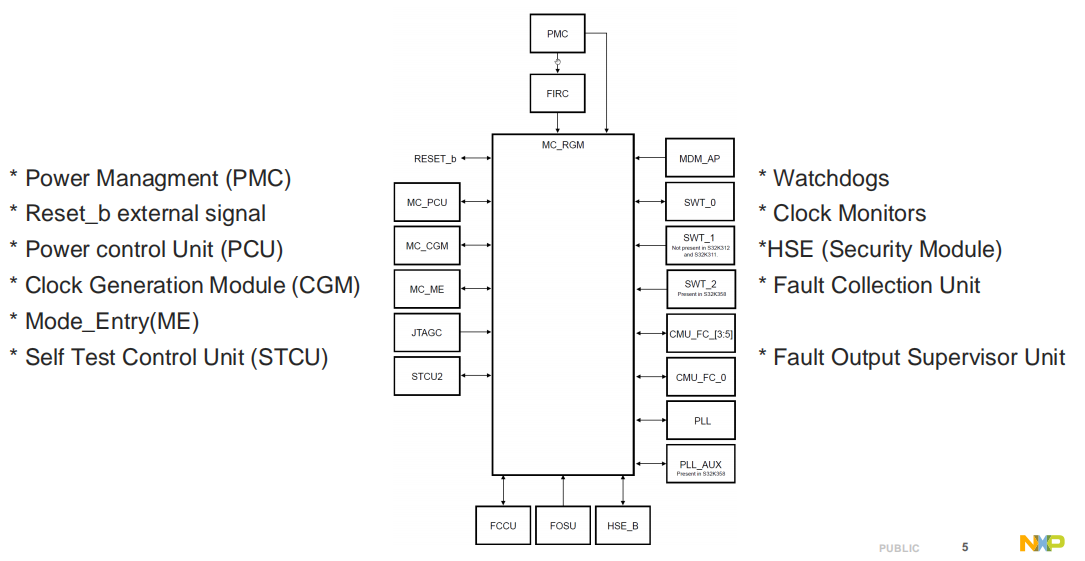 PMC
FIRC
MC_RGM
RESET_b
MC_PCU
MC_CGM
MC_ME
JTAGC
STCU2
MDM_AP
SWT_0
SWT_1
Not present in S32K312
and S32K311.
SWT_2
Present in S32K358
CMU_FC_[3:5]
CMU_FC_0
PLL
PLL_AUX
Present in S32K358
FCCU
FOSU
HSE_B
* Power Managment (PMC)
* Reset_b external signal
* Power control Unit (PCU)
* Clock Generation Module (CGM)
* Mode_Entry(ME)
* Self Test Control Unit (STCU)
* Watchdogs
* Clock Monitors
*HSE (Security Module)
* Fault Collection Unit
* Fault Output Supervisor Unit
PUBLIC
5
NXP